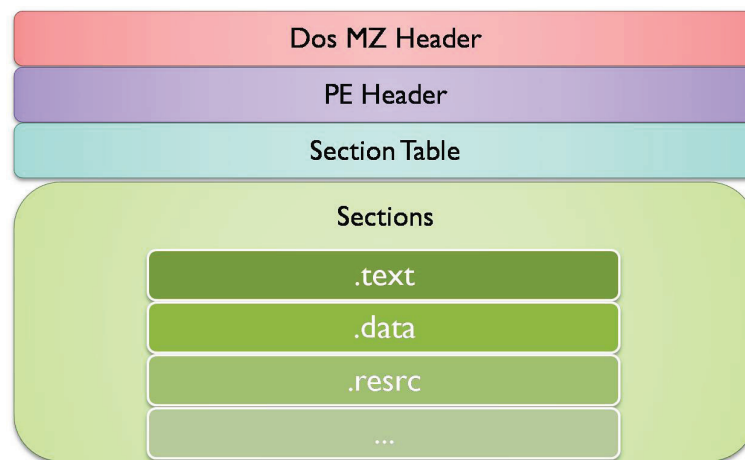 Dos MZ Header
PE Header
Section Table
Sections
.text
.data
.resrc
...